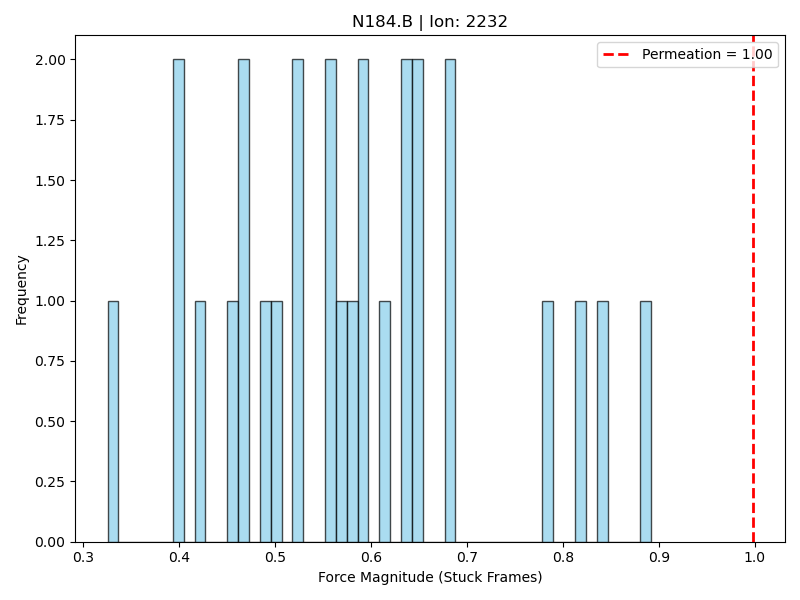 N184.B | Ion: 2232
Permeation = 1.00
2.00
1.75
1.50
1.25
1.00
0.75
0.50
0.25
0.00
Frequency
0.3 0.4 0.5 0.6 0.7 0.8 0.9 1.0
Force Magnitude (Stuck Frames)